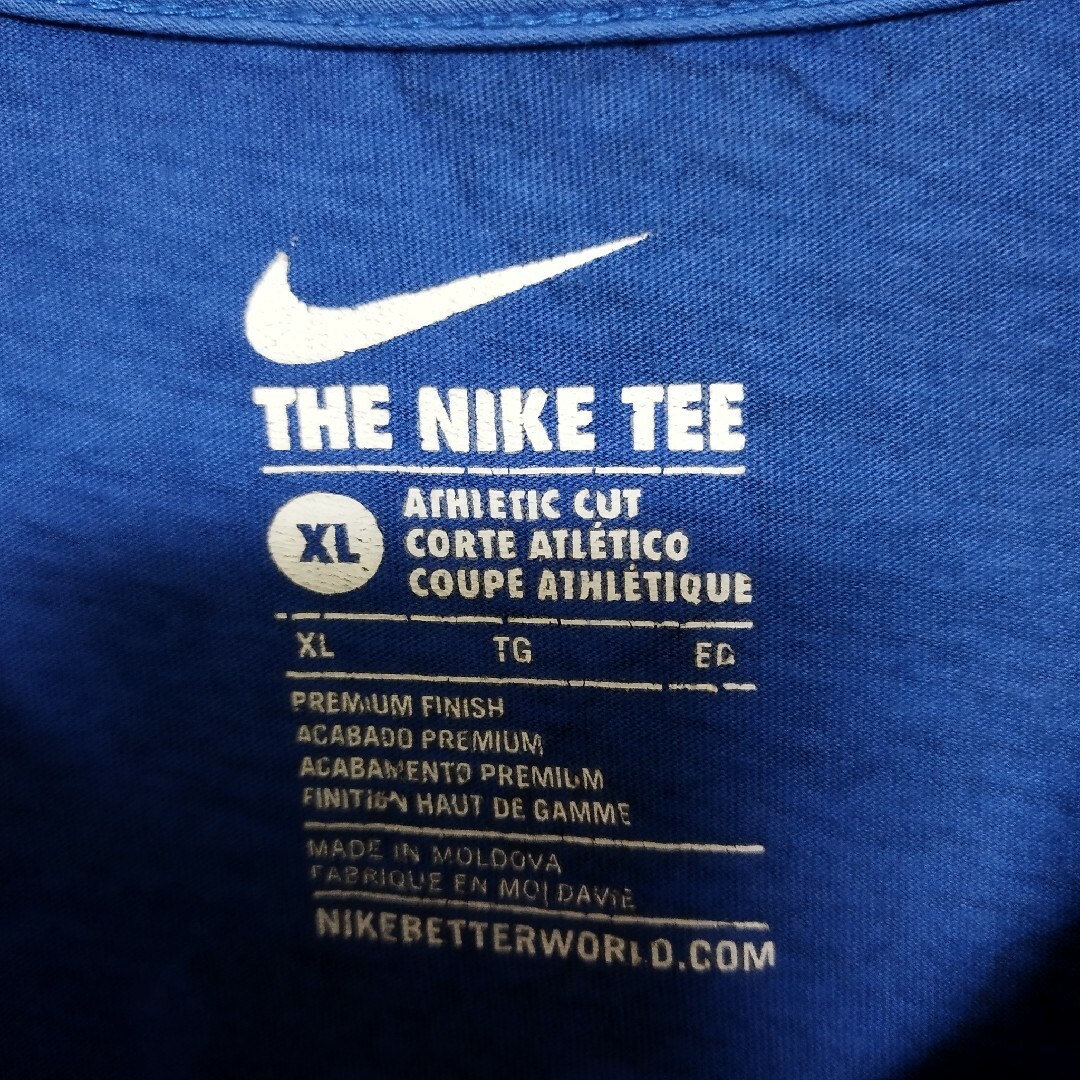 THE NIKE TEE
XL
ATHLETIC CUT
CORTE ATLÉTICO
COUPE ATHLÉTIQUE
XL TG EG
PREMIUM FINISH
ACABADO PREMIUM
ACABAMENTO PREMIUM
FINITION HAUT DE GAMME
MADE IN MOLDOVA
FABRIQUE EN MOLDAVIE
NIKEBETTERWORLD.COM